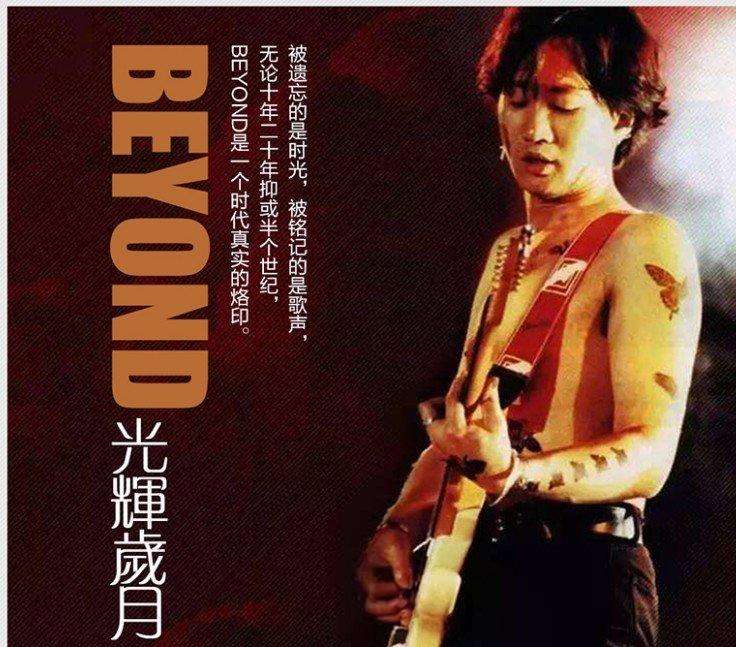 BEYOND
光輝歲月
被遗忘的是时光，被铭记的是歌声，
无论十年二十年抑或半个世纪，
BEYOND是一个时代真实的烙印。